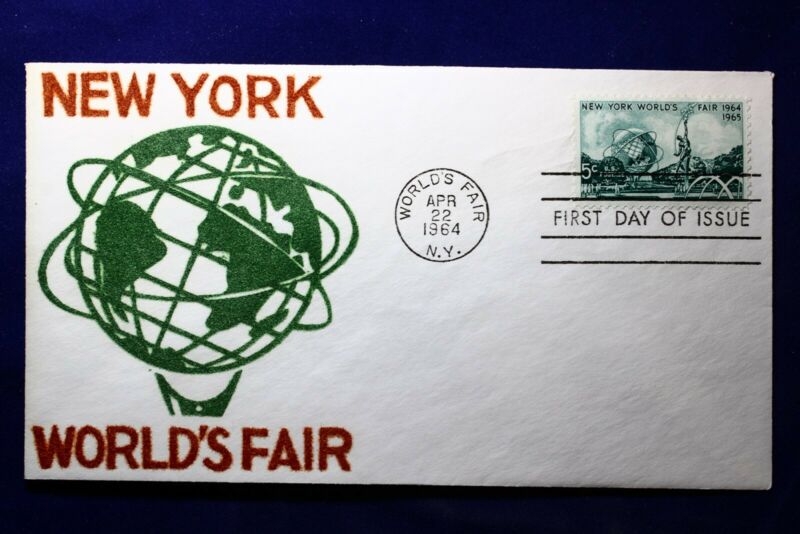 NEW YORK
WORLD'S FAIR
WORLD'S FAIR
APR
22
1964
N.Y.
NEW YORK WORLD'S FAIR 1964
1965
5c U.S.
FIRST DAY OF ISSUE